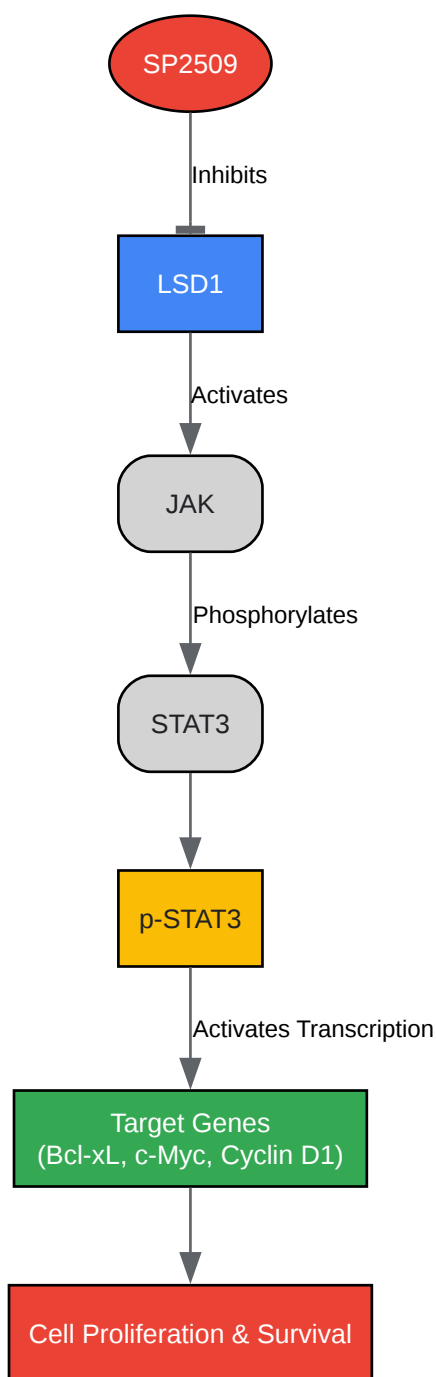 SP2509
Inhibits
LSD1
Activates
JAK
Phosphorylates
STAT3
p-STAT3
Activates Transcription
Target Genes
(Bcl-xL, c-Myc, Cyclin D1)
Cell Proliferation & Survival